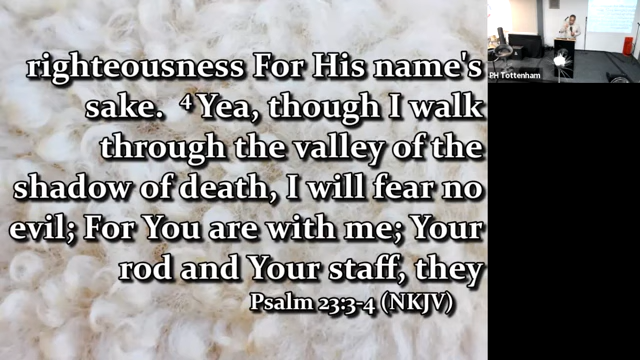 righteousness For His name's
sake. 4 Yea, though I walk
through the valley of the
shadow of death, I will fear no
evil; For You are with me; Your
rod and Your staff, they
Psalm 23:3-4 (NKJV)
PH Tottenham